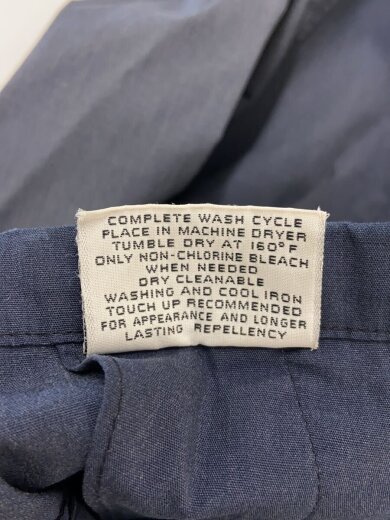 COMPLETE WASH CYCLE
PLACE IN MACHINE DRYER
TUMBLE DRY AT 160°F
ONLY NON-CHLORINE BLEACH
WHEN NEEDED
DRY CLEANABLE
WASHING AND COOL IRON
TOUCH UP RECOMMENDED
FOR APPEARANCE AND LONGER
LASTING REPELLENCY